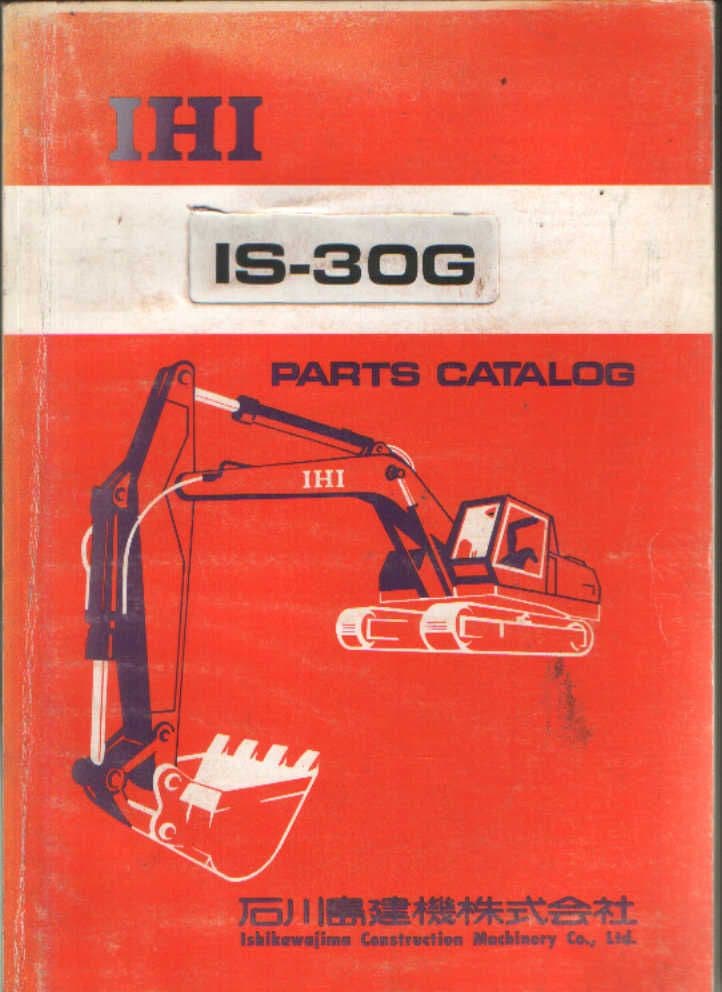 IHI
IS-30G
PARTS CATALOG
IHI
石川島建機株式会社
Ishikawajima Construction Machinery Co., Ltd.